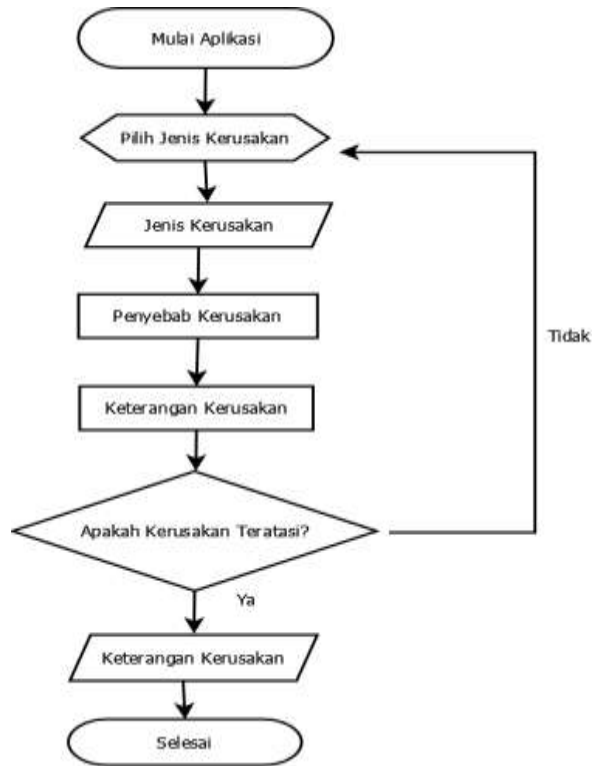 Mulai Aplikasi
Pilih Jenis Kerusakan
Jenis Kerusakan
Penyebab Kerusakan
Tidak
Keterangan Kerusakan
Apakah Kerusakan Teratasi?
Ya
Keterangan Kerusakan
Selesai